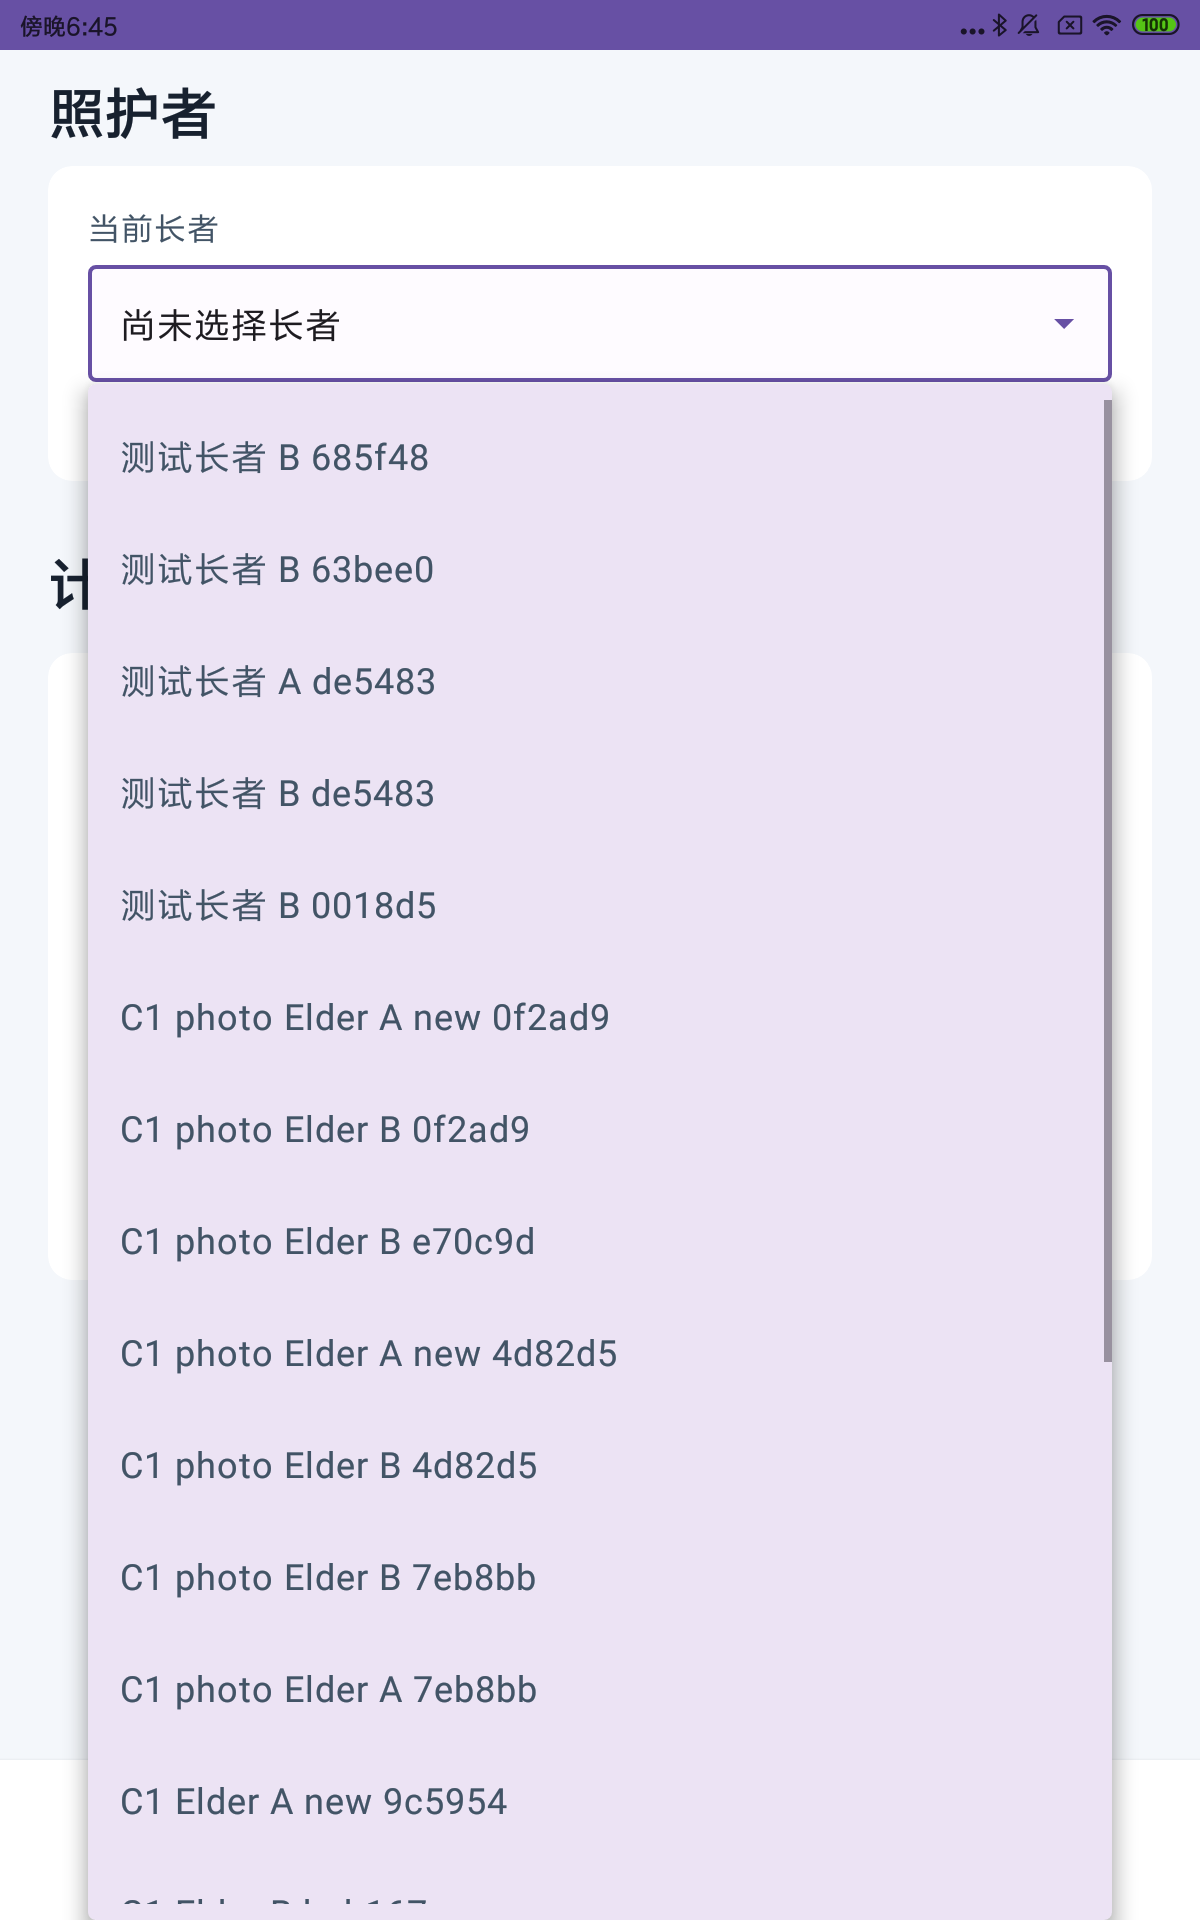 傍晚6:45
100
照护者
当前长者
尚未选择长者
测试长者 B 685f48
计
测试长者 B 63bee0
测试长者 A de5483
测试长者 B de5483
测试长者 B 0018d5
C1 photo Elder A new 0f2ad9
C1 photo Elder B 0f2ad9
C1 photo Elder B e70c9d
C1 photo Elder A new 4d82d5
C1 photo Elder B 4d82d5
C1 photo Elder B 7eb8bb
C1 photo Elder A 7eb8bb
C1 Elder A new 9c5954